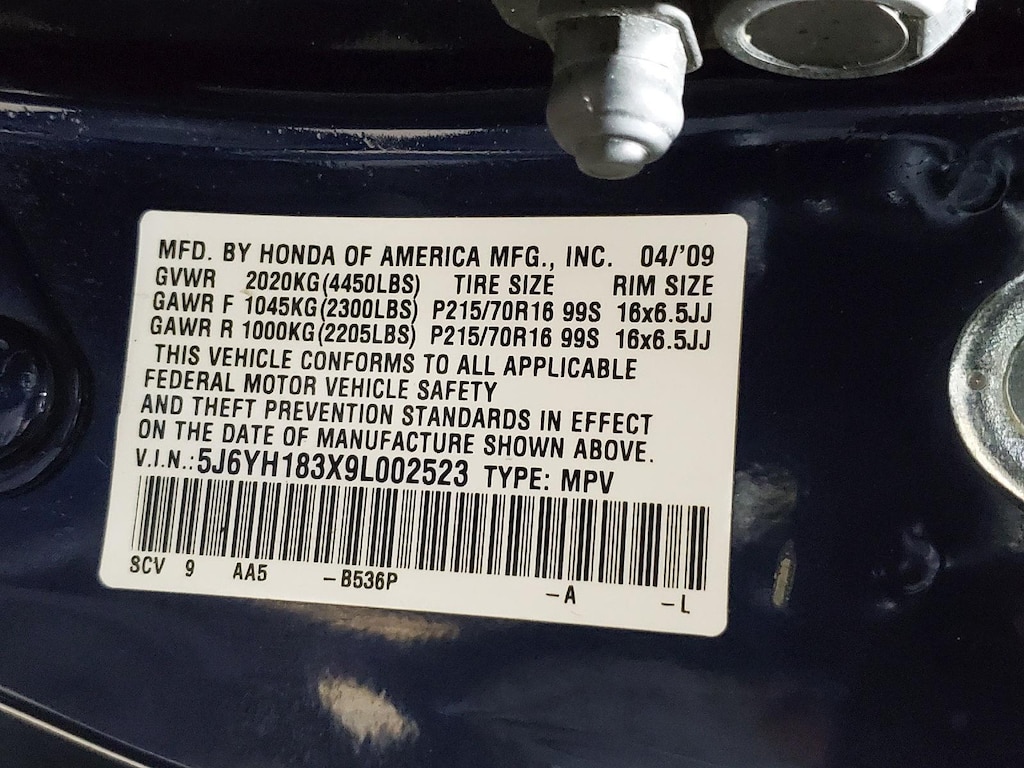 MFD. BY HONDA OF AMERICA MFG., INC. 04/'09
GVWR 2020KG(4450LBS) TIRE SIZE RIM SIZE
GAWR F 1045KG(2300LBS) P215/70R16 99S 16x6.5JJ
GAWR R 1000KG(2205LBS) P215/70R16 99S 16x6.5JJ
THIS VEHICLE CONFORMS TO ALL APPLICABLE
FEDERAL MOTOR VEHICLE SAFETY
AND THEFT PREVENTION STANDARDS IN EFFECT
ON THE DATE OF MANUFACTURE SHOWN ABOVE.
V.I.N.: 5J6YH183X9L002523 TYPE: MPV
SCV 9 AA5 -B536P -A -L